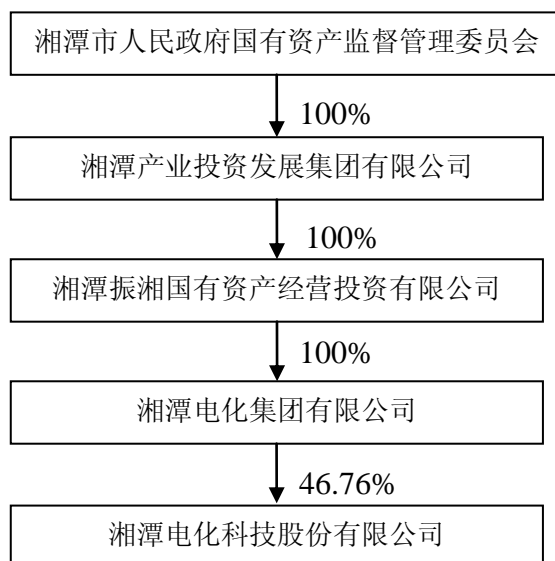 湘潭市人民政府国有资产监督管理委员会
100%
湘潭产业投资发展集团有限公司
100%
湘潭振湘国有资产经营投资有限公司
100%
湘潭电化集团有限公司
46.76%
湘潭电化科技股份有限公司